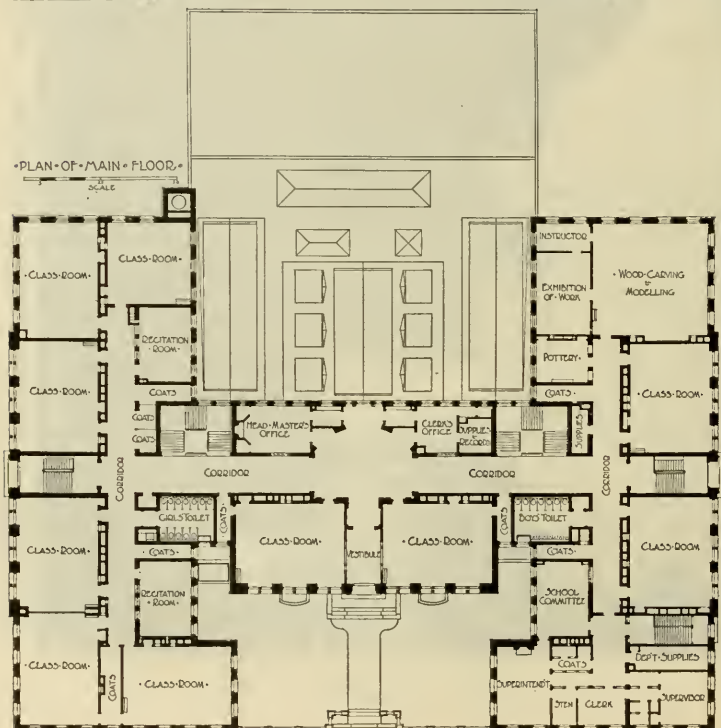 •PLAN•OF•MAIN•FLOOR•
SCALE
•CLASS•ROOM•
•CLASS•ROOM•
RECITATION
•ROOM•
•CLASS•ROOM•
COATS
COATS
COATS
CORRIDOR
HEAD•MASTER'S
OFFICE
CORRIDOR
GIRLS TOILET
COATS
•CLASS•ROOM•
COATS
RECITATION
•ROOM•
•CLASS•ROOM•
COATS
•CLASS•ROOM•
•CLASS•ROOM•
VESTIBULE
•CLASS•ROOM•
CLERK'S
OFFICE
SUPPLIES
&
RECORDS
CORRIDOR
INSTRUCTOR
EXHIBITION
OF•WORK
•WOOD•CARVING
&
MODELLING
POTTERY•
COATS
•CLASS•ROOM•
SUPPLIES
CORRIDOR
COATS
BOYS' TOILET
COATS
•CLASS•ROOM•
SCHOOL
COMMITTEE
COATS
DEP'T•SUPPLIES
SUPERINTEND'T
STEN
CLERK
SUPERVISOR